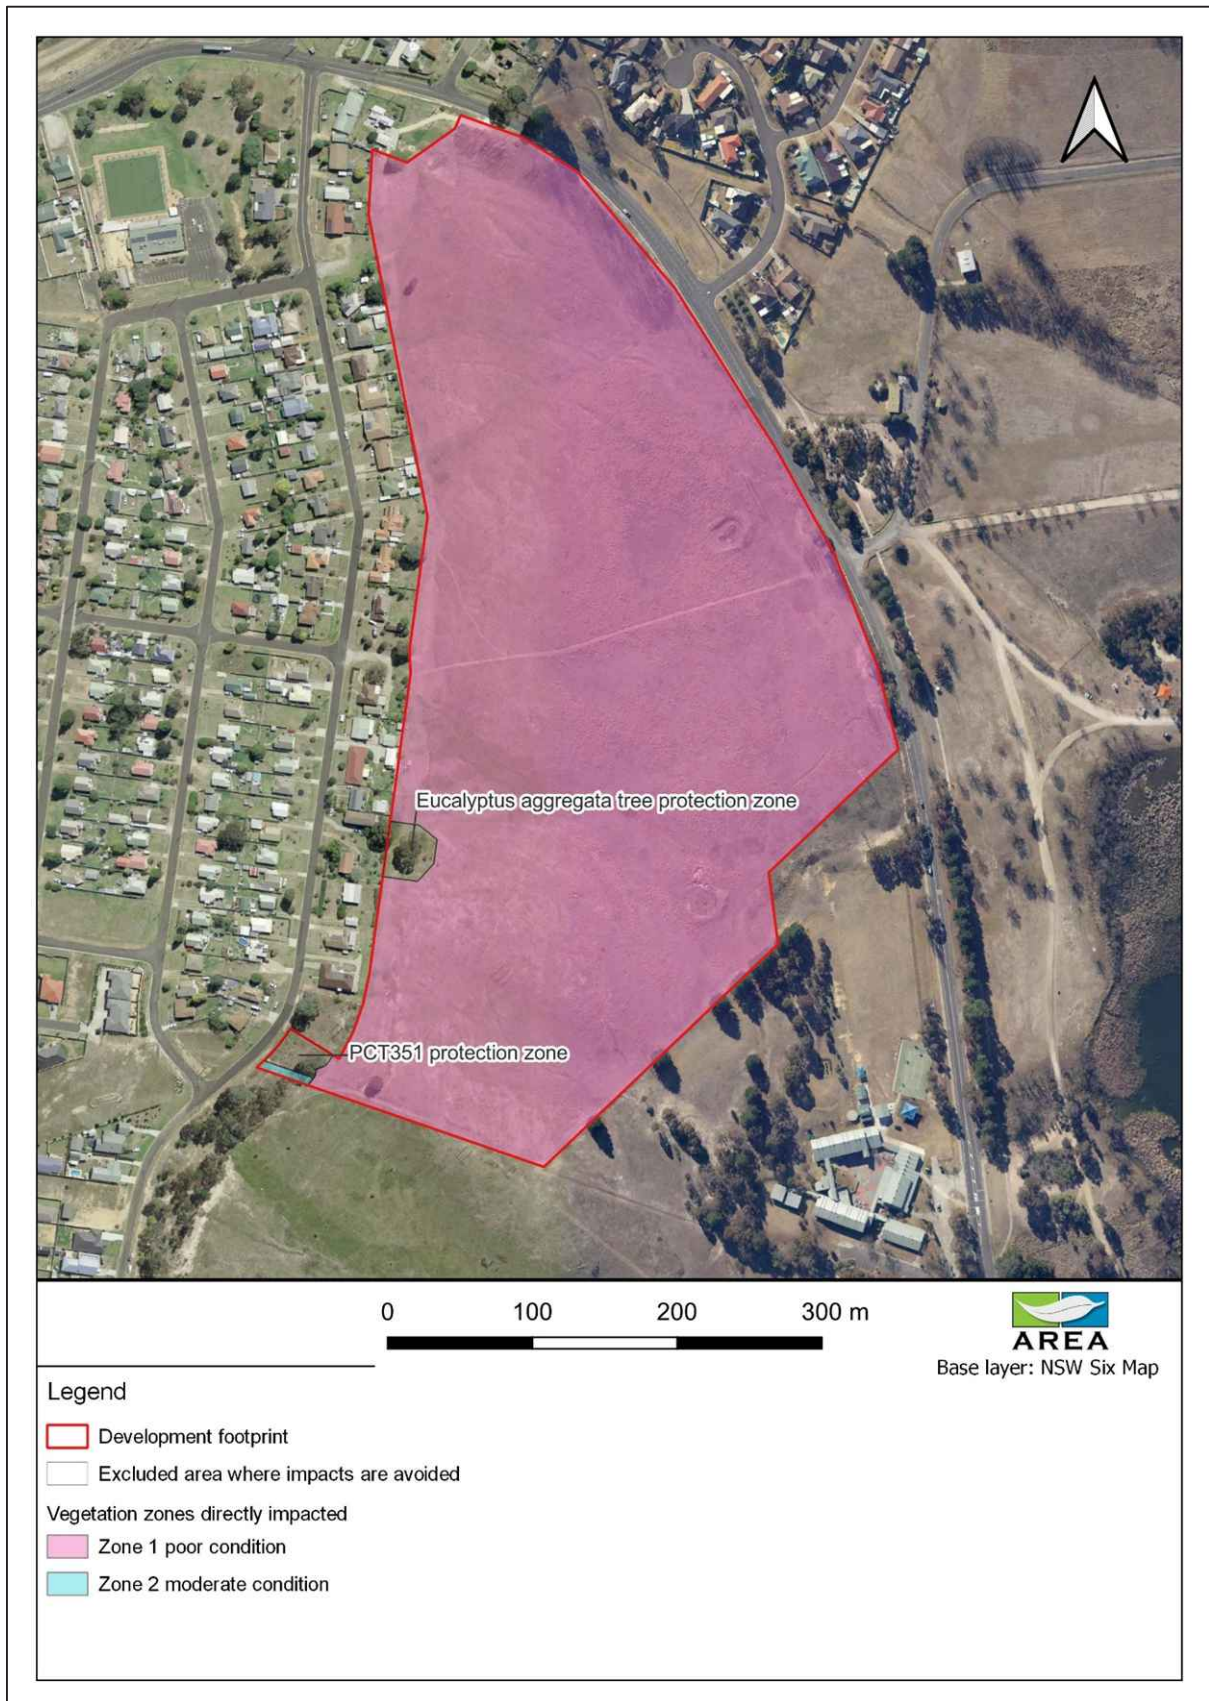 Eucalyptus aggregata tree protection zone
PCT351 protection zone
0 100 200 300 m
AREA
Base layer: NSW Six Map
Legend
Development footprint
Excluded area where impacts are avoided
Vegetation zones directly impacted
Zone 1 poor condition
Zone 2 moderate condition